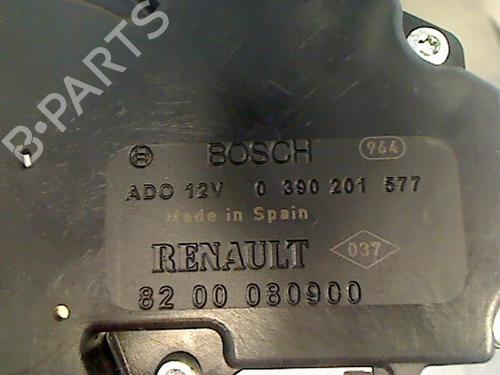 B-PARTS
BOSCH 964
ADO 12V 0 390 201 577
Made in Spain
RENAULT 037
82 00 080900